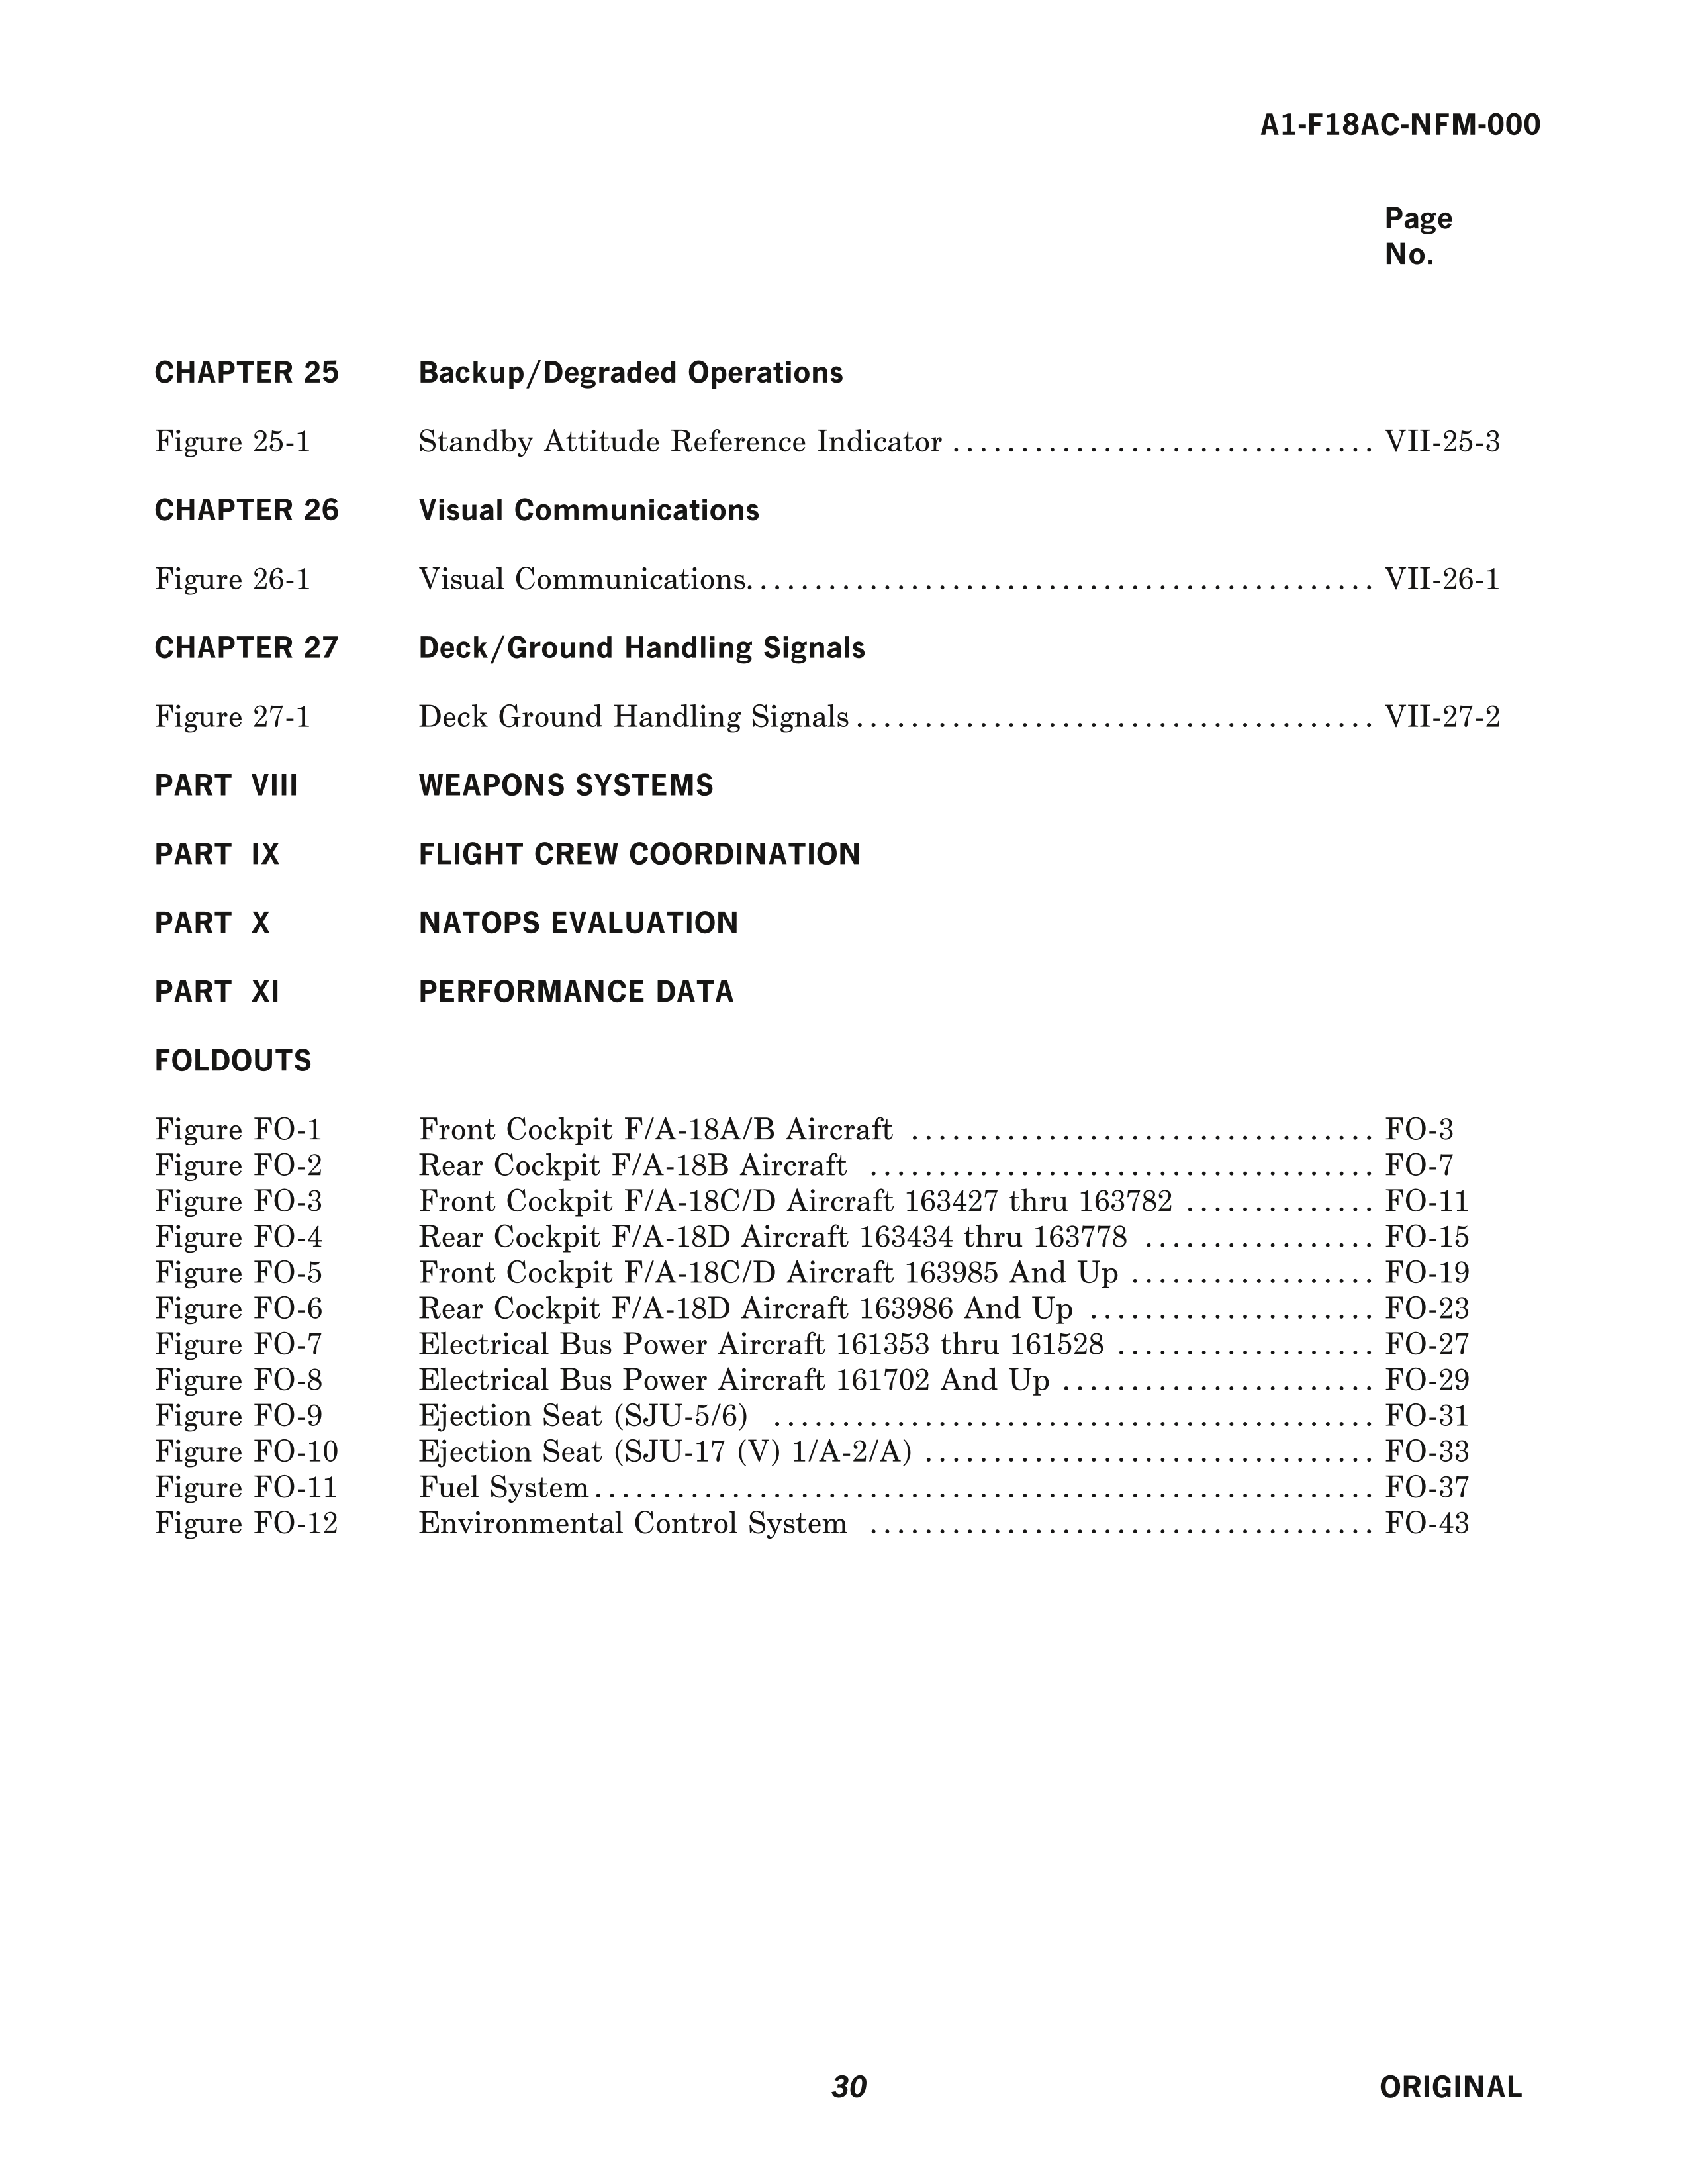 A1-F18AC-NFM-000
Page
No.
CHAPTER 25 Backup/Degraded Operations
Figure 25-1 Standby Attitude Reference Indicator ............................... VII-25-3
CHAPTER 26 Visual Communications
Figure 26-1 Visual Communications.............................................. VII-26-1
CHAPTER 27 Deck/Ground Handling Signals
Figure 27-1 Deck Ground Handling Signals ...................................... VII-27-2
PART VIII WEAPONS SYSTEMS
PART IX FLIGHT CREW COORDINATION
PART X NATOPS EVALUATION
PART XI PERFORMANCE DATA
FOLDOUTS
Figure FO-1 Front Cockpit F/A-18A/B Aircraft .................................. FO-3
Figure FO-2 Rear Cockpit F/A-18B Aircraft ..................................... FO-7
Figure FO-3 Front Cockpit F/A-18C/D Aircraft 163427 thru 163782 .............. FO-11
Figure FO-4 Rear Cockpit F/A-18D Aircraft 163434 thru 163778 ................. FO-15
Figure FO-5 Front Cockpit F/A-18C/D Aircraft 163985 And Up .................. FO-19
Figure FO-6 Rear Cockpit F/A-18D Aircraft 163986 And Up ..................... FO-23
Figure FO-7 Electrical Bus Power Aircraft 161353 thru 161528 ................... FO-27
Figure FO-8 Electrical Bus Power Aircraft 161702 And Up ....................... FO-29
Figure FO-9 Ejection Seat (SJU-5/6) ............................................ FO-31
Figure FO-10 Ejection Seat (SJU-17 (V) 1/A-2/A) ................................. FO-33
Figure FO-11 Fuel System......................................................... FO-37
Figure FO-12 Environmental Control System ..................................... FO-43
30 ORIGINAL